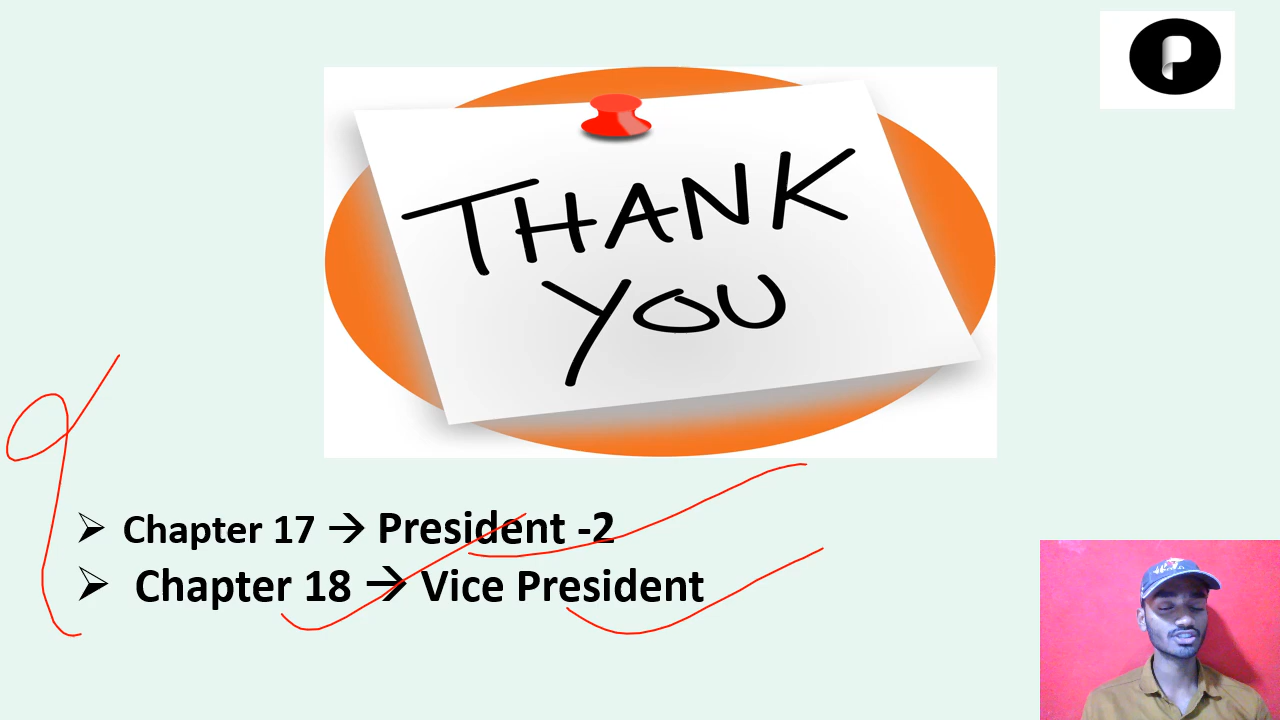 P
THANK
YOU
➢ Chapter 17 → President -2
➢ Chapter 18 → Vice President